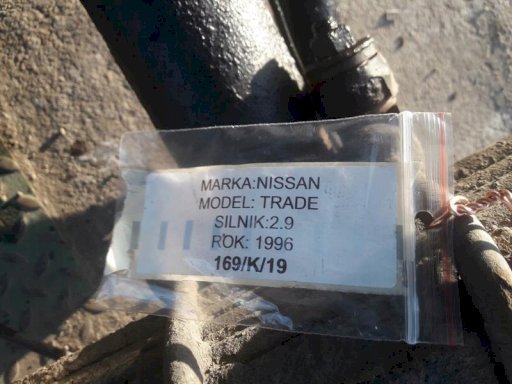 MARKA:NISSAN
MODEL: TRADE
SILNIK:2.9
ROK: 1996
169/K/19